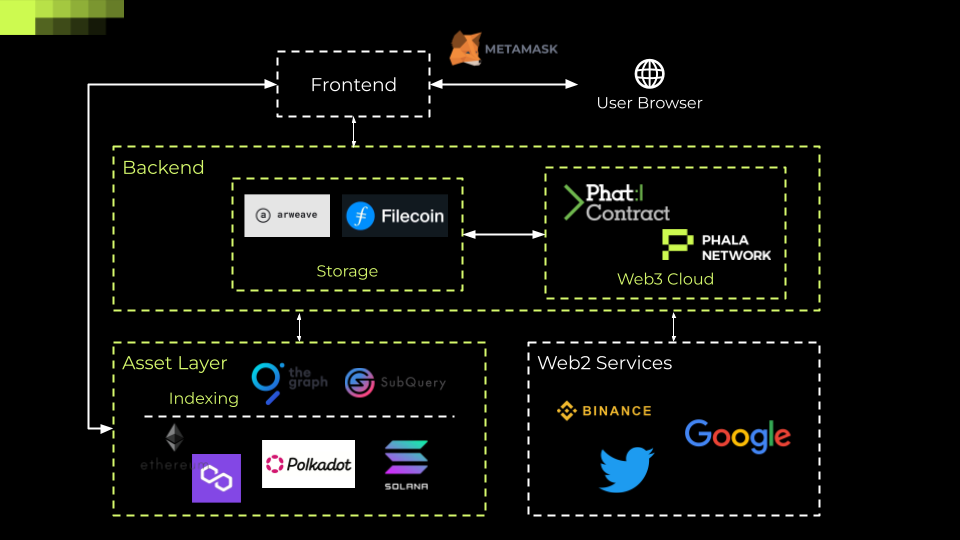 METAMASK
Frontend
User Browser
Backend
arweave
Filecoin
Storage
Phat
Contract
PHALA
NETWORK
Web3 Cloud
Asset Layer
the
graph
SubQuery
Indexing
ethereum
Polkadot
SOLANA
Web2 Services
BINANCE
Google